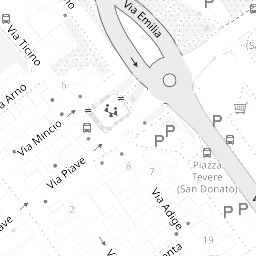 Via Emilia
Via Ticino
Via Arno
Via Mincio
Via Piave
P
P
Piazza
Tevere
(San Donato)
8
7
6
Via Adige
P
P
19